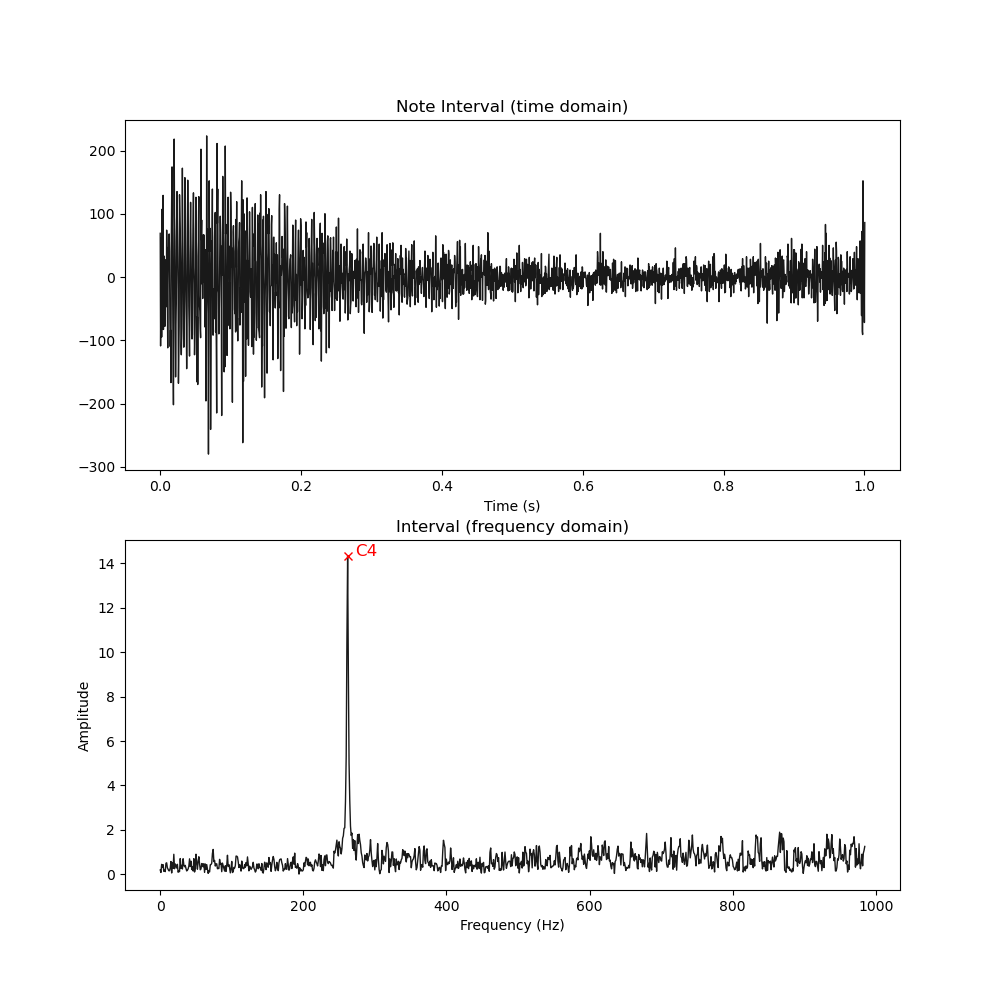 Note Interval (time domain)
200
100
0
−100
−200
−300
0.0 0.2 0.4 0.6 0.8 1.0
Time (s)
Interval (frequency domain)
C4
14
12
10
8
6
4
2
0
Amplitude
0 200 400 600 800 1000
Frequency (Hz)